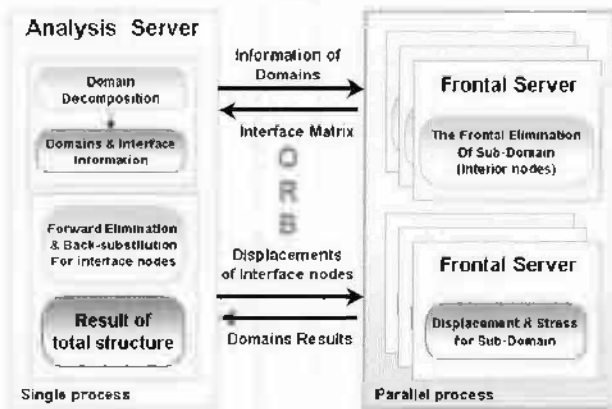 Analysis Server
Domain
Decomposition
Domains & Interface
Information
Forward Elimination
& Back-substitution
For interface nodes
Result of
total structure
Single process
Information of
Domains
Interface Matrix
O
R
B
Displacements
of Interface nodes
Domains Results
Frontal Server
The Frontal Elimination
Of Sub-Domain
(Interior nodes)
Frontal Server
Displacement & Stress
for Sub-Domain
Parallel process